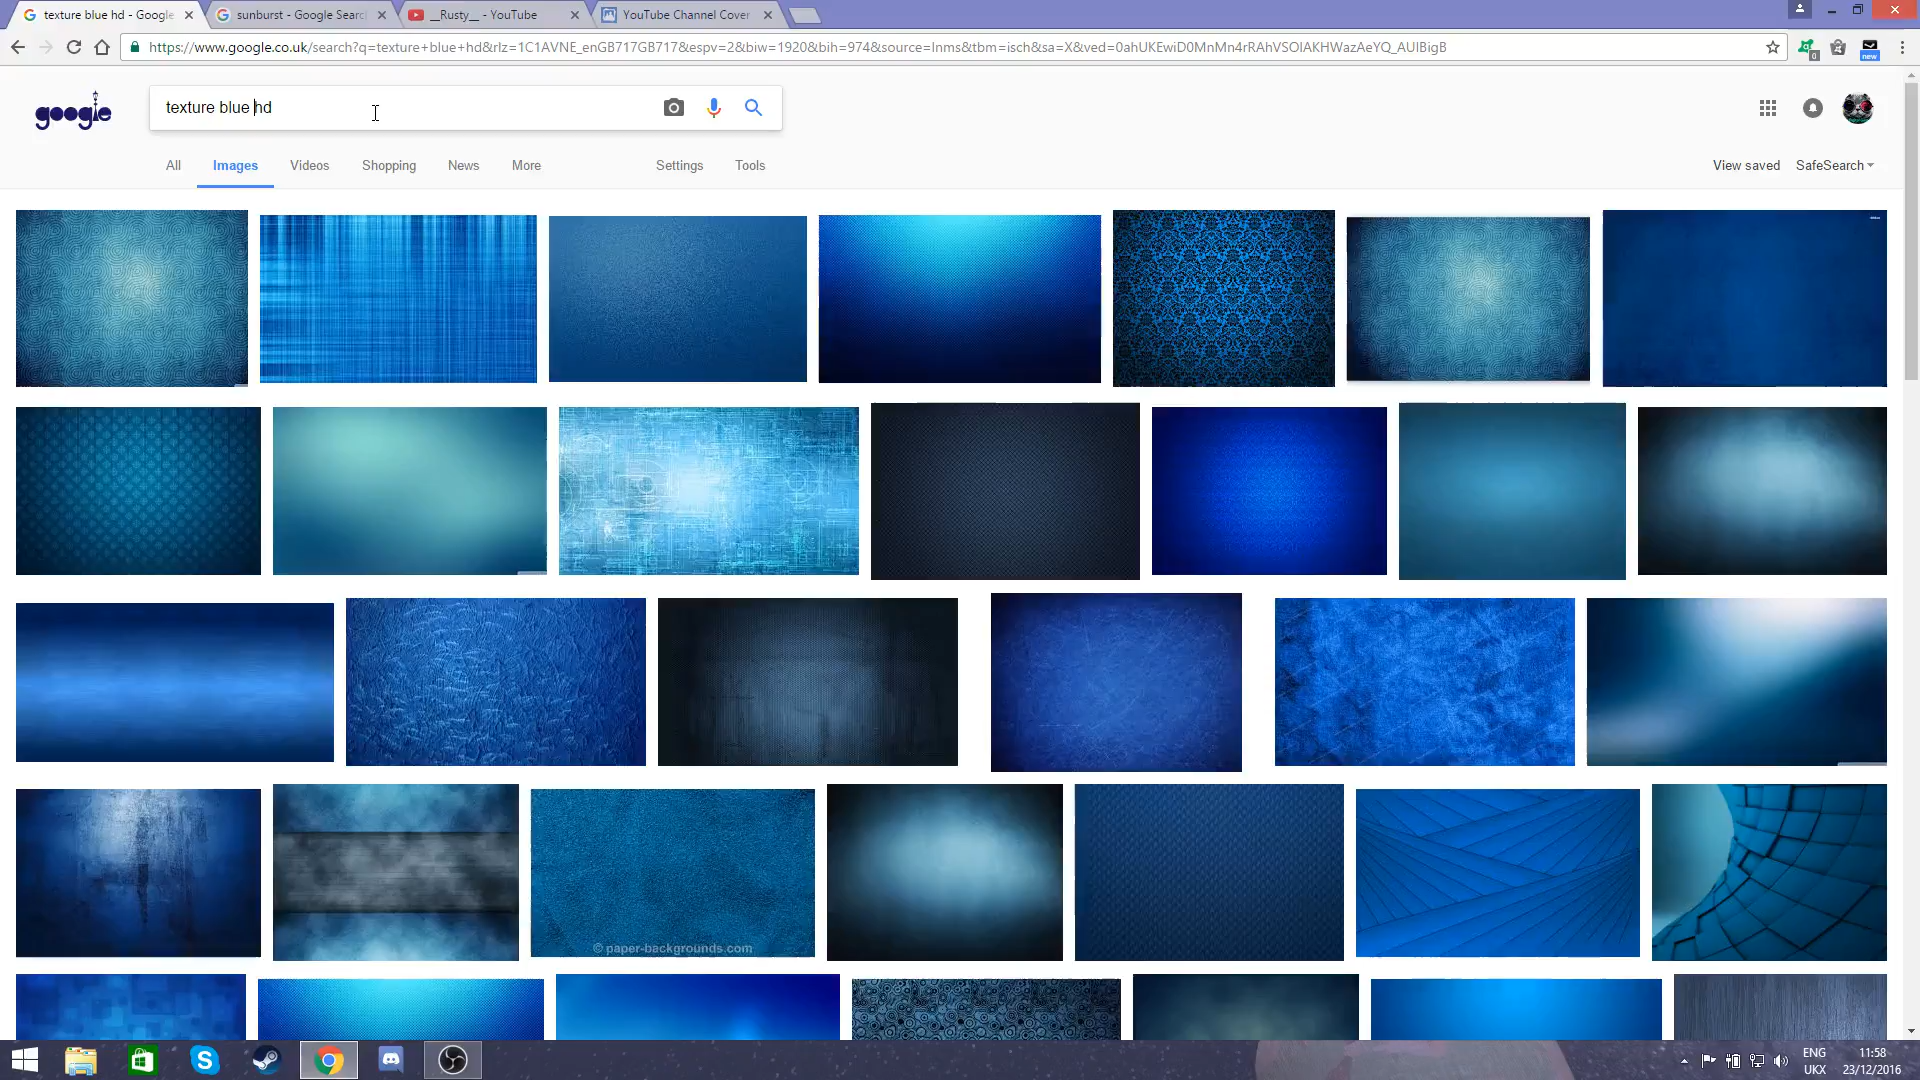 texture blue hd - Google
sunburst - Google Searc
__Rusty__ - YouTube
YouTube Channel Cover
https://www.google.co.uk/search?q=texture+blue+hd&rlz=1C1AVNE_enGB717GB717&espv=2&biw=1920&bih=974&source=lnms&tbm=isch&sa=X&ved=0ahUKEwiD0MnMn4rRAhVSOlAKHWazAeYQ_AUIBigB
0
new
google
texture blue hd
All
Images
Videos
Shopping
News
More
Settings
Tools
View saved
SafeSearch
© paper-backgrounds.com
ENG
UKX
11:58
23/12/2016